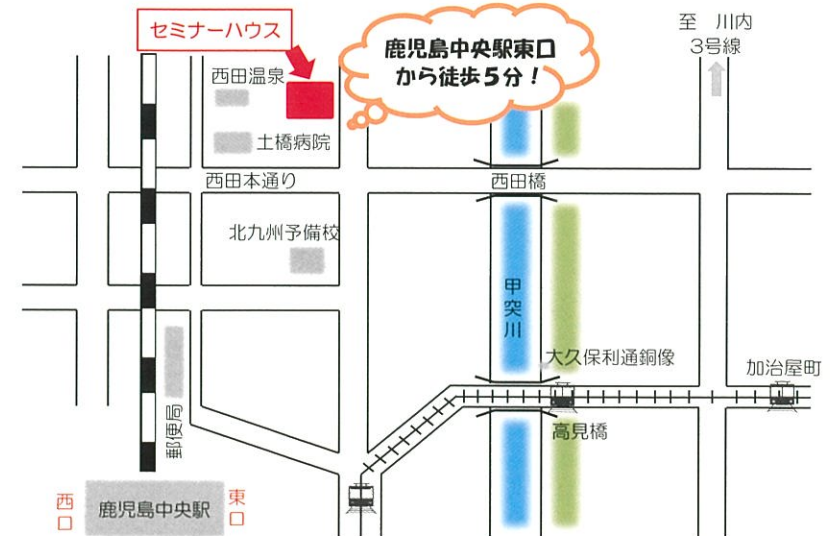 セミナーハウス
鹿児島中央駅東口
から徒歩5分！
至　川内
3号線
西田温泉
土橋病院
西田本通り
西田橋
北九州予備校
甲突川
大久保利通銅像
加治屋町
郵便局
高見橋
西口
鹿児島中央駅
東口